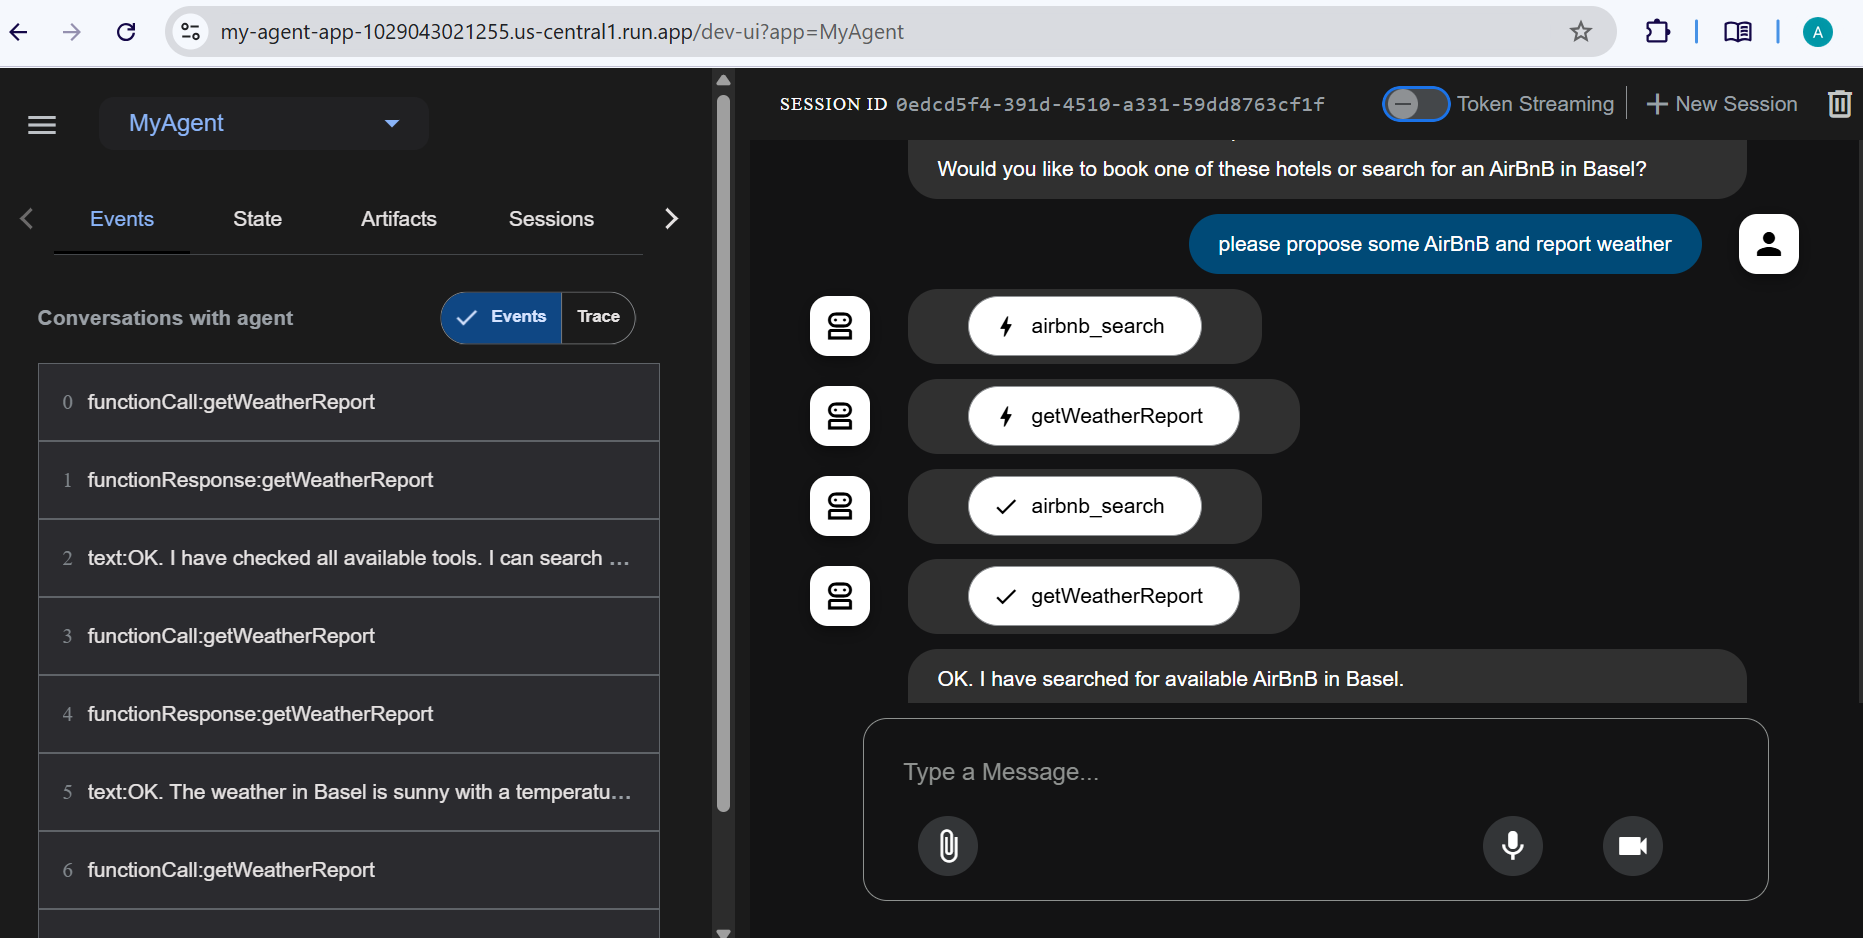 my-agent-app-1029043021255.us-central1.run.app/dev-ui?app=MyAgent
A
MyAgent
Events State Artifacts Sessions
Conversations with agent
Events Trace
0 functionCall:getWeatherReport
1 functionResponse:getWeatherReport
2 text:OK. I have checked all available tools. I can search ...
3 functionCall:getWeatherReport
4 functionResponse:getWeatherReport
5 text:OK. The weather in Basel is sunny with a temperatu...
6 functionCall:getWeatherReport
SESSION ID 0edcd5f4-391d-4510-a331-59dd8763cf1f
Token Streaming
New Session
Would you like to book one of these hotels or search for an AirBnB in Basel?
please propose some AirBnB and report weather
airbnb_search
getWeatherReport
airbnb_search
getWeatherReport
OK. I have searched for available AirBnB in Basel.
Type a Message...